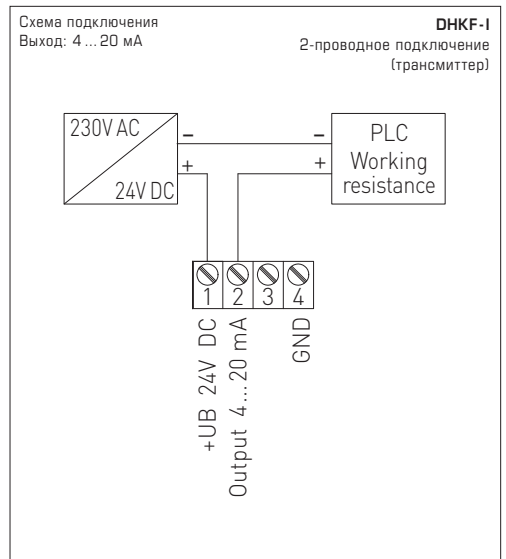 Схема подключения
Выход: 4 ... 20 мА
DHKF-I
2-проводное подключение
(трансмиттер)
230V AC
24V DC
–
+
–
+
PLC
Working
resistance
1 2 3 4
+UB 24V DC
Output 4 ... 20 mA
GND